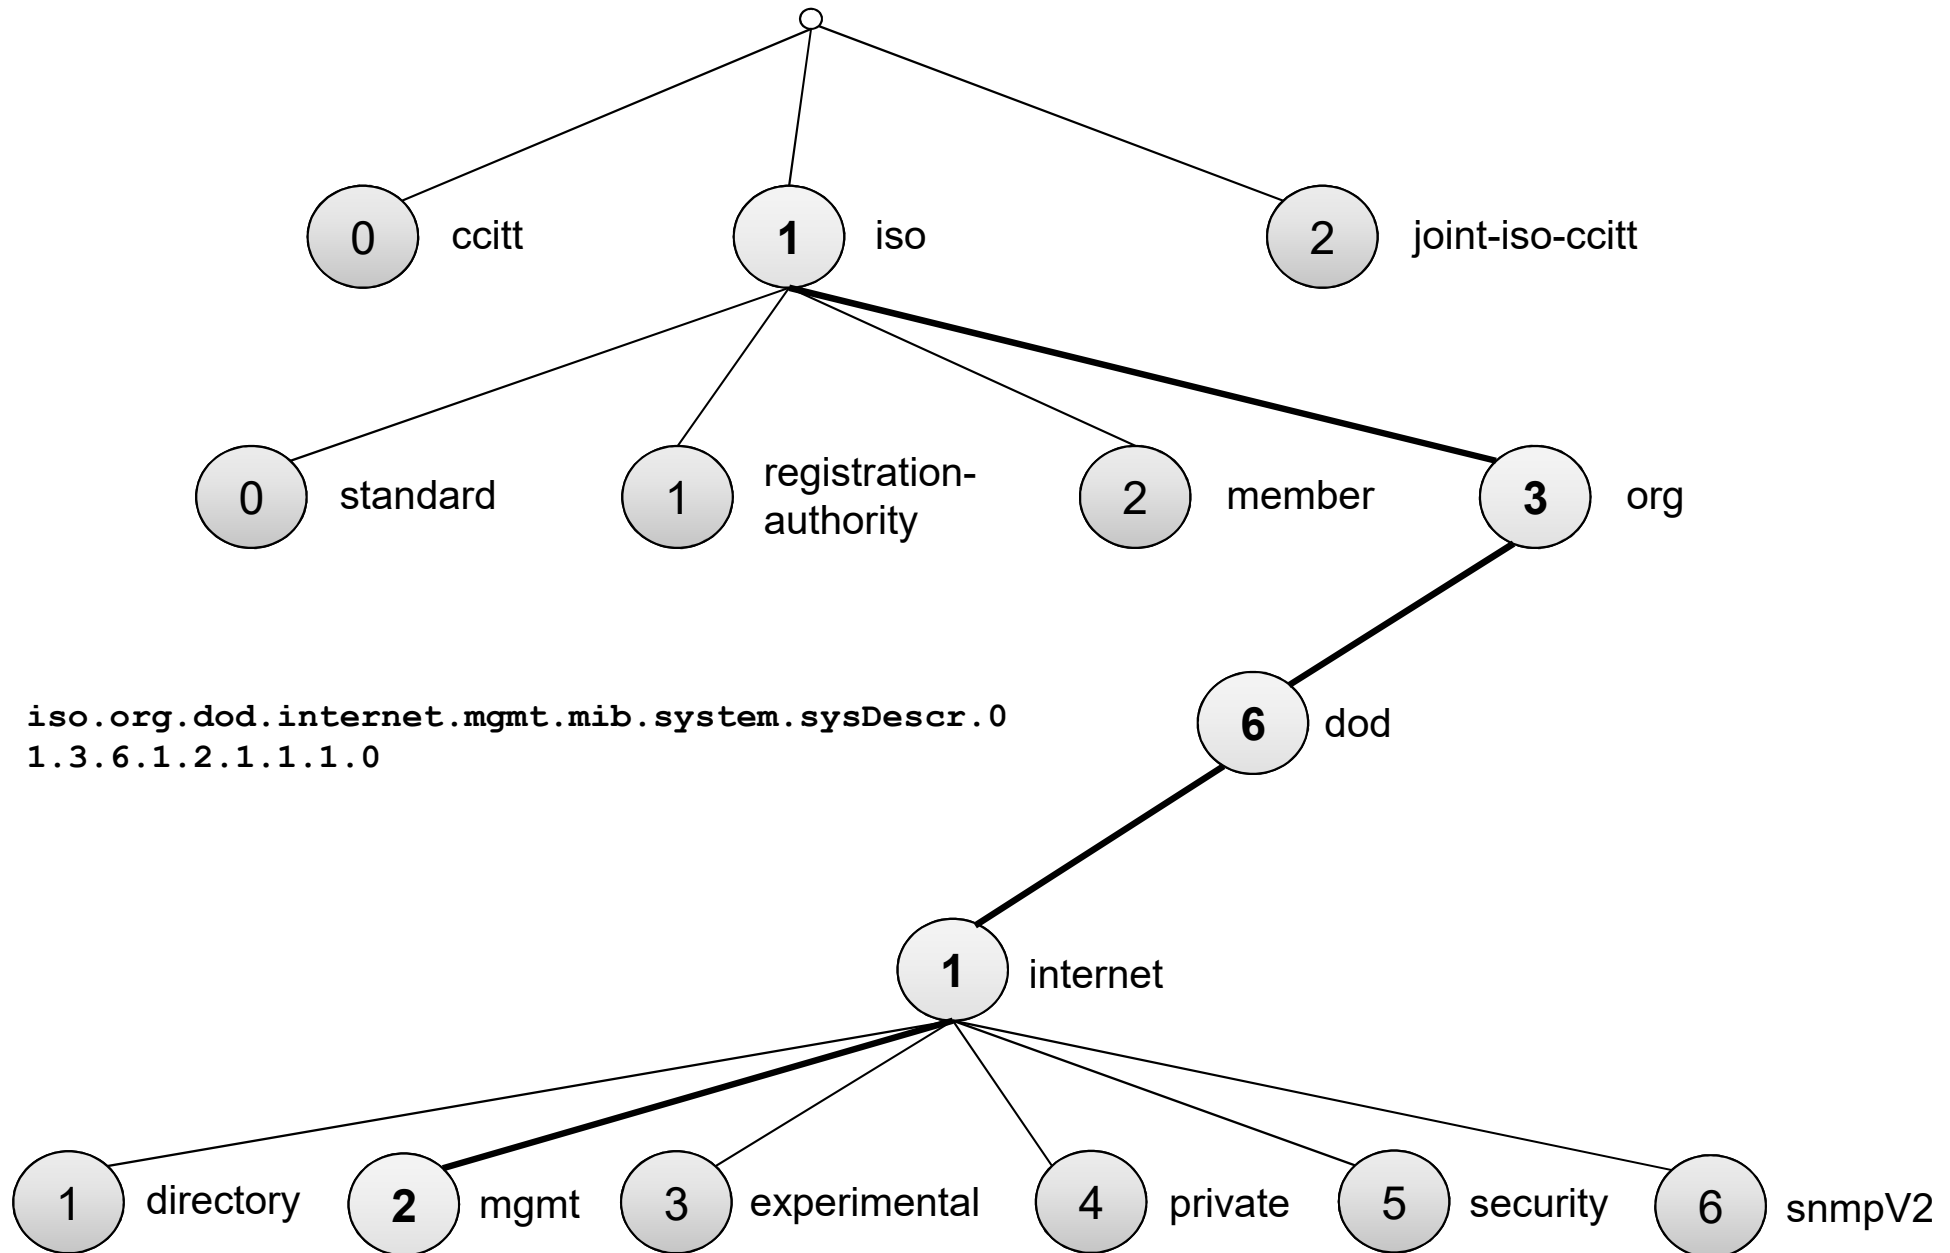 0 ccitt
1 iso
2 joint-iso-ccitt
0 standard
1 registration-
authority
2 member
3 org
iso.org.dod.internet.mgmt.mib.system.sysDescr.0
1.3.6.1.2.1.1.1.0
6 dod
1 internet
1 directory
2 mgmt
3 experimental
4 private
5 security
6 snmpV2